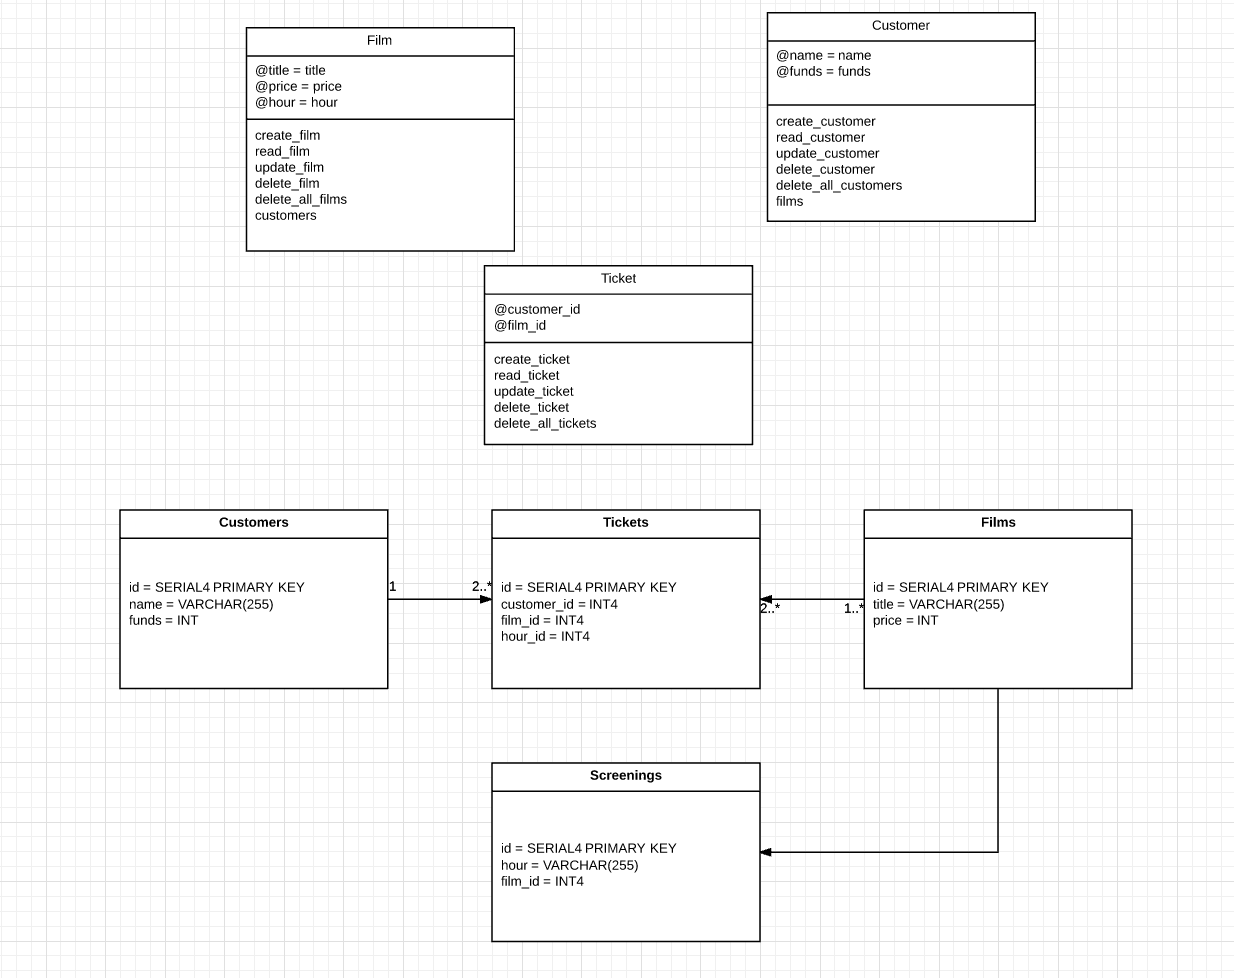 Film
@title = title
@price = price
@hour = hour
create_film
read_film
update_film
delete_film
delete_all_films
customers
Customer
@name = name
@funds = funds
create_customer
read_customer
update_customer
delete_customer
delete_all_customers
films
Ticket
@customer_id
@film_id
create_ticket
read_ticket
update_ticket
delete_ticket
delete_all_tickets
Customers
id = SERIAL4 PRIMARY KEY
name = VARCHAR(255)
funds = INT
1
2..*
Tickets
id = SERIAL4 PRIMARY KEY
customer_id = INT4
film_id = INT4
hour_id = INT4
2..*
1..*
Films
id = SERIAL4 PRIMARY KEY
title = VARCHAR(255)
price = INT
Screenings
id = SERIAL4 PRIMARY KEY
hour = VARCHAR(255)
film_id = INT4